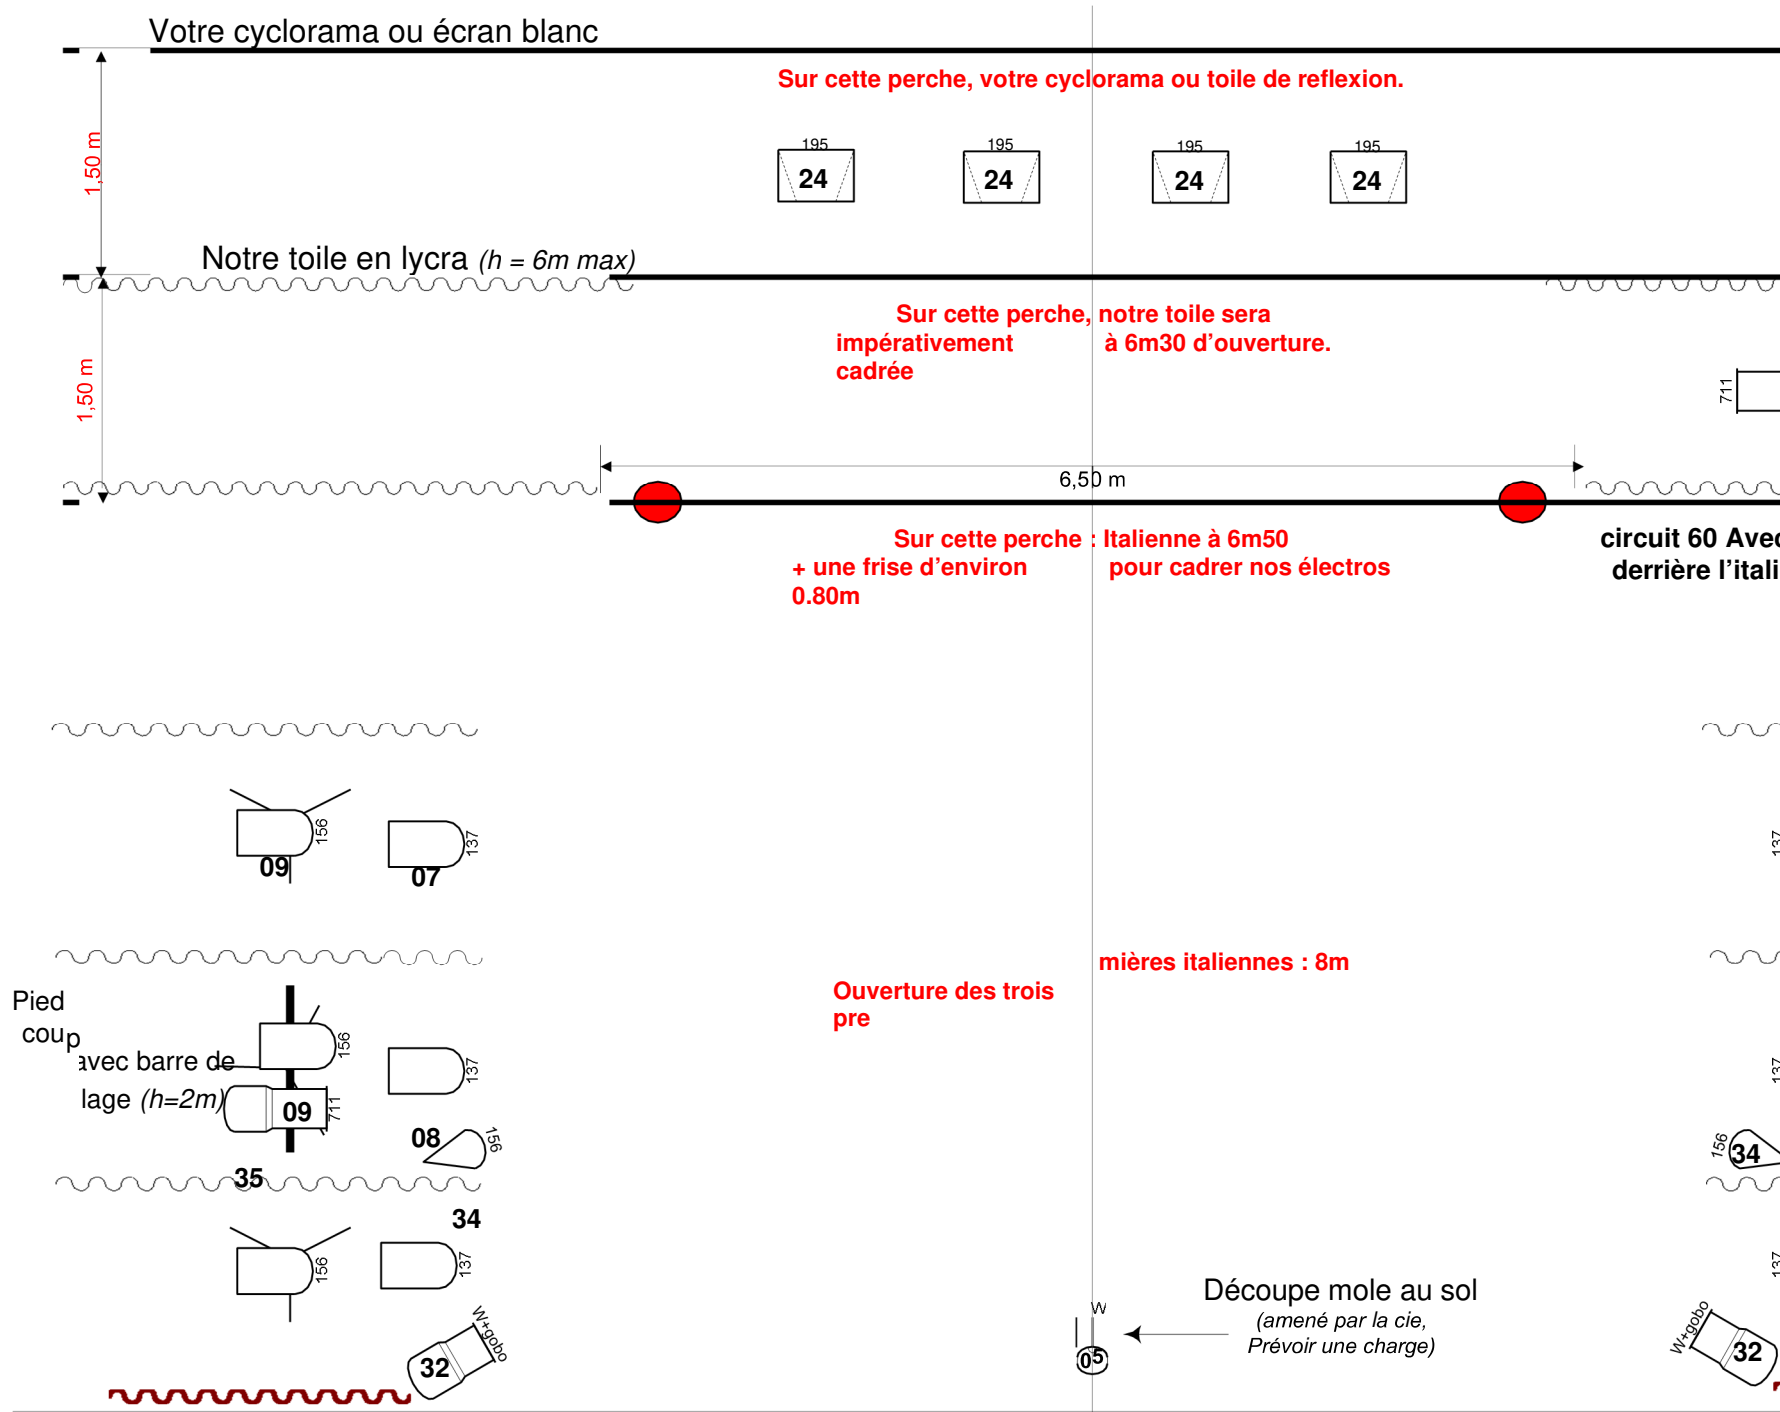 Votre cyclorama ou écran blanc
Sur cette perche, votre cyclorama ou toile de reflexion.
1,50 m
195 195 195 195
24 24 24 24
Notre toile en lycra (h = 6m max)
Sur cette perche, notre toile sera
impérativement à 6m30 d'ouverture.
cadrée
1,50 m
711
6,50 m
Sur cette perche : Italienne à 6m50
+ une frise d'environ pour cadrer nos électros
0.80m
circuit 60 Avec
derrière l'itali
156
137
137
09
07
mières italiennes : 8m
Ouverture des trois
pre
Pied
coup
avec barre de
lage (h=2m)
156
137
137
09
711
08
156
156
34
35
34
156
137
137
Découpe mole au sol
(amené par la cie,
Prévoir une charge)
W
05
W+gobo
32
W+gobo
32